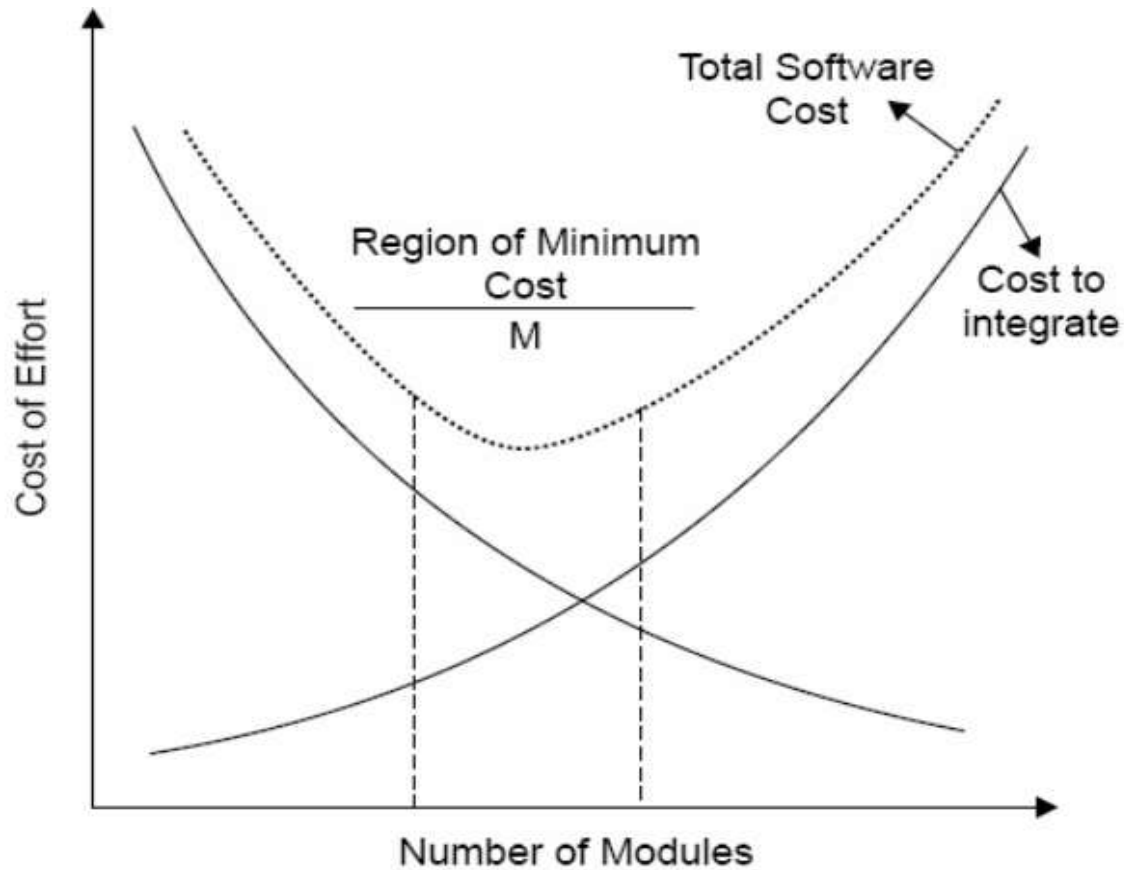 Total Software
Cost
Region of Minimum
Cost
M
Cost to
integrate
Cost of Effort
Number of Modules